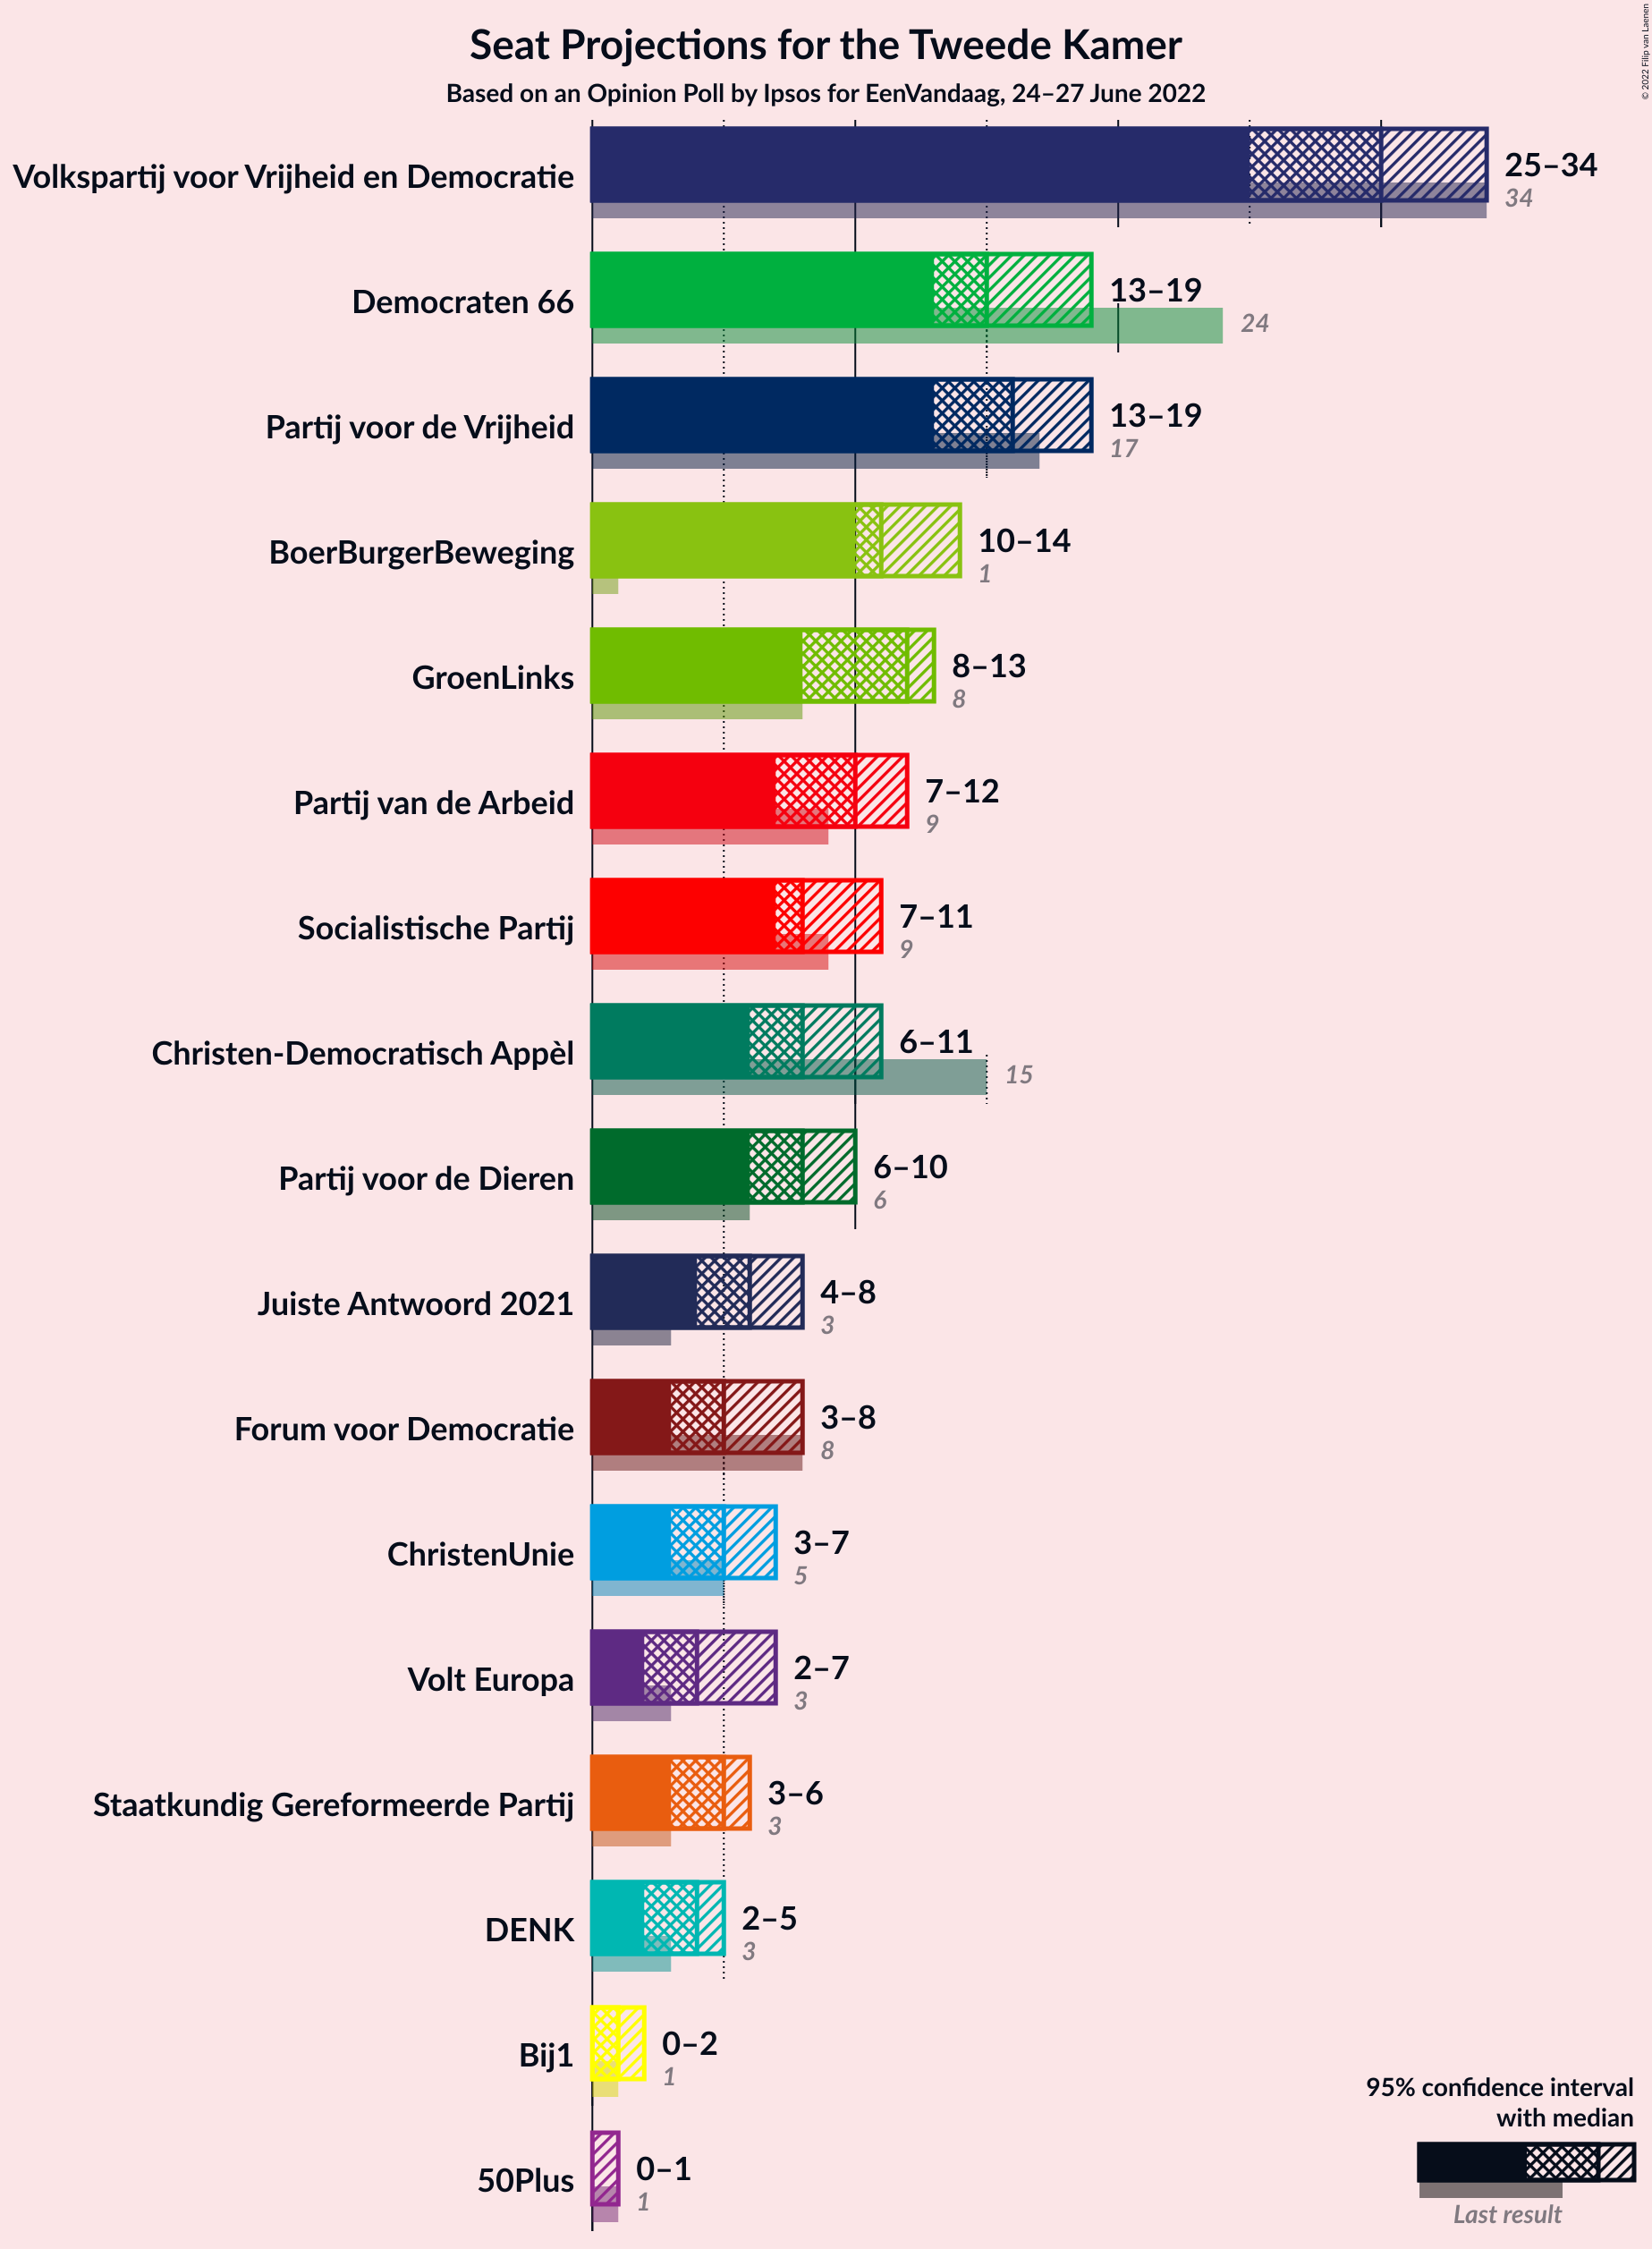 Seat Projections for the Tweede Kamer
Based on an Opinion Poll by Ipsos for EenVandaag, 24–27 June 2022
© 2022 Filip van Laenen
Volkspartij voor Vrijheid en Democratie
25–34
34
Democraten 66
13–19
24
Partij voor de Vrijheid
13–19
17
BoerBurgerBeweging
10–14
1
GroenLinks
8–13
8
Partij van de Arbeid
7–12
9
Socialistische Partij
7–11
9
Christen-Democratisch Appèl
6–11
15
Partij voor de Dieren
6–10
6
Juiste Antwoord 2021
4–8
3
Forum voor Democratie
3–8
8
ChristenUnie
3–7
5
Volt Europa
2–7
3
Staatkundig Gereformeerde Partij
3–6
3
DENK
2–5
3
Bij1
0–2
1
50Plus
0–1
1
95% confidence interval
with median
Last result